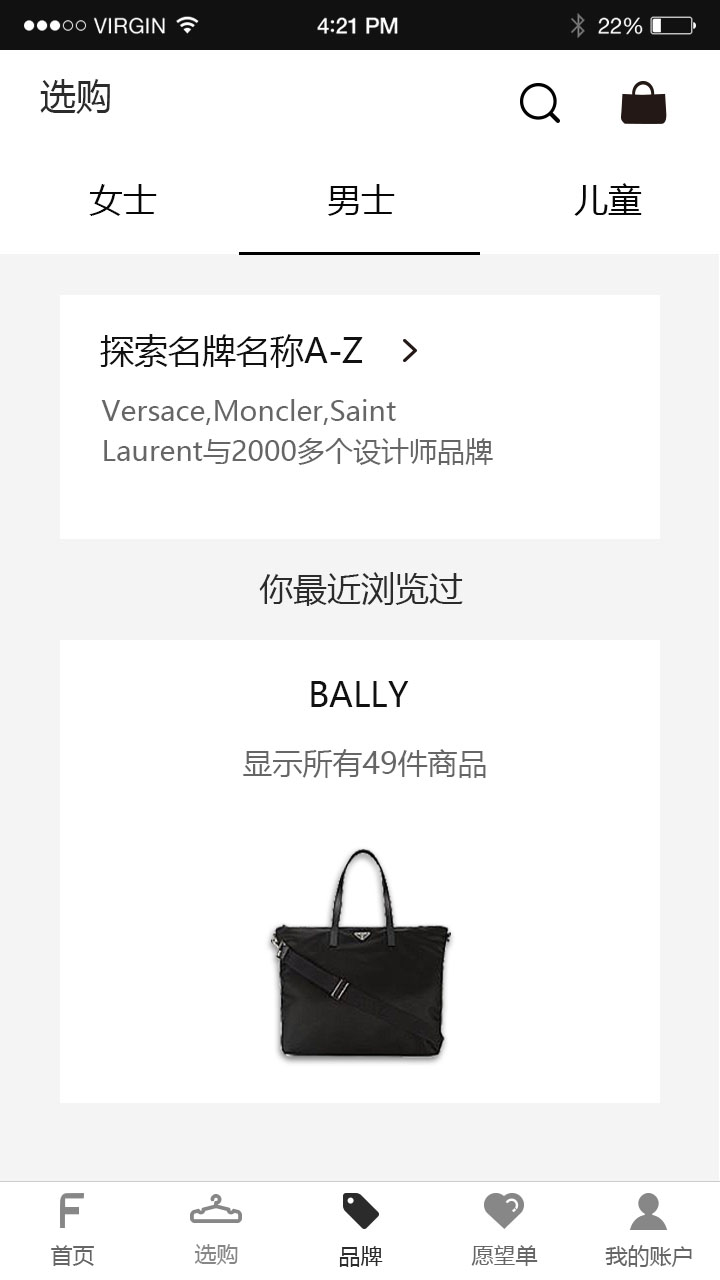 VIRGIN 4:21 PM 22%
选购
女士 男士 儿童
探索名牌名称A-Z
Versace,Moncler,Saint
Laurent与2000多个设计师品牌
你最近浏览过
BALLY
显示所有49件商品
首页 选购 品牌 愿望单 我的账户